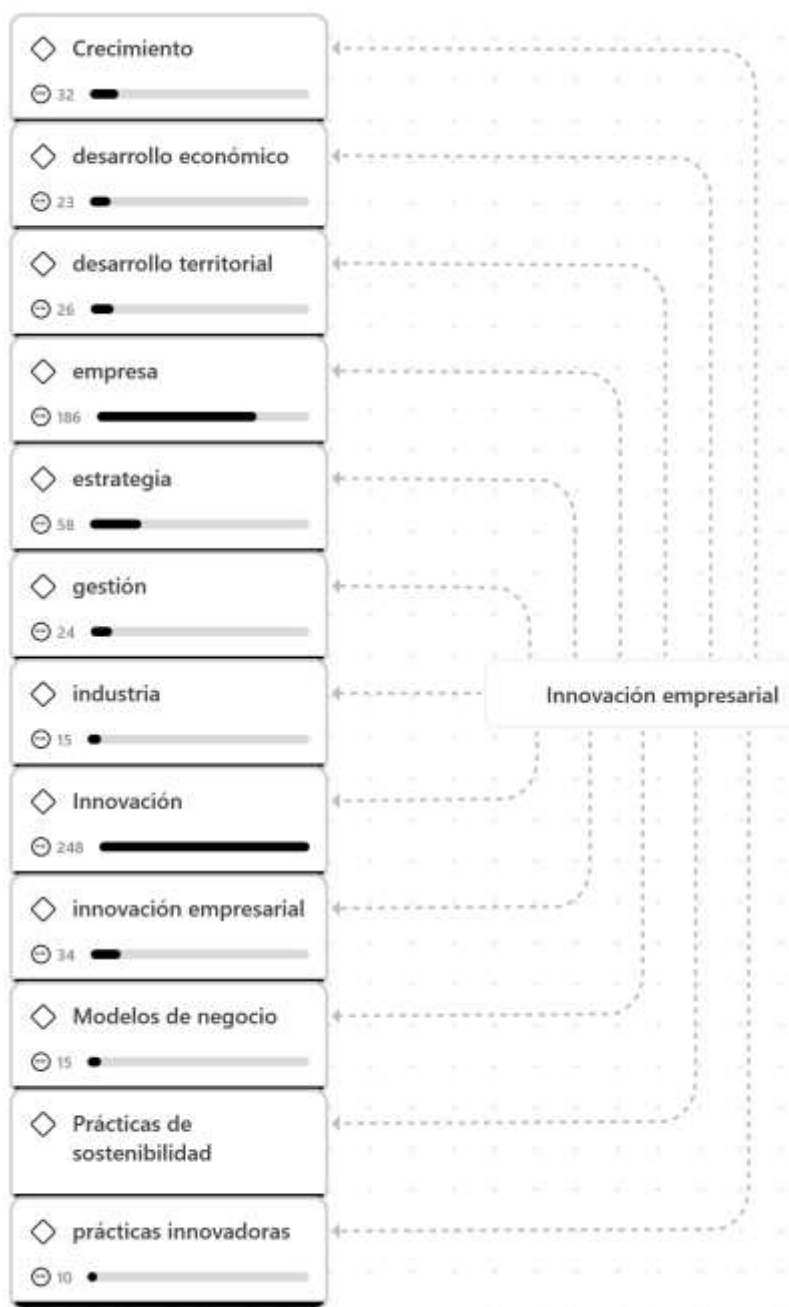 Crecimiento
32
desarrollo económico
23
desarrollo territorial
26
empresa
186
estrategia
58
gestión
24
industria
15
Innovación empresarial
Innovación
248
innovación empresarial
34
Modelos de negocio
15
Prácticas de
sostenibilidad
prácticas innovadoras
10